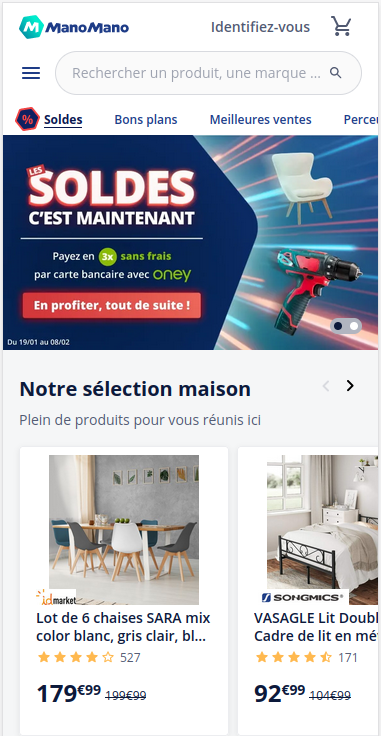 ManoMano
Identifiez-vous
Rechercher un produit, une marque ...
% Soldes Bons plans Meilleures ventes Perceu
LES
SOLDES
C'EST MAINTENANT
Payez en 3x sans frais
par carte bancaire avec oney
En profiter, tout de suite !
Du 19/01 au 08/02
Notre sélection maison
Plein de produits pour vous réunis ici
id market
SONGMICS®
Lot de 6 chaises SARA mix
color blanc, gris clair, bl...
527
179€99 199€99
VASAGLE Lit Doubl
Cadre de lit en mé
171
92€99 104€99